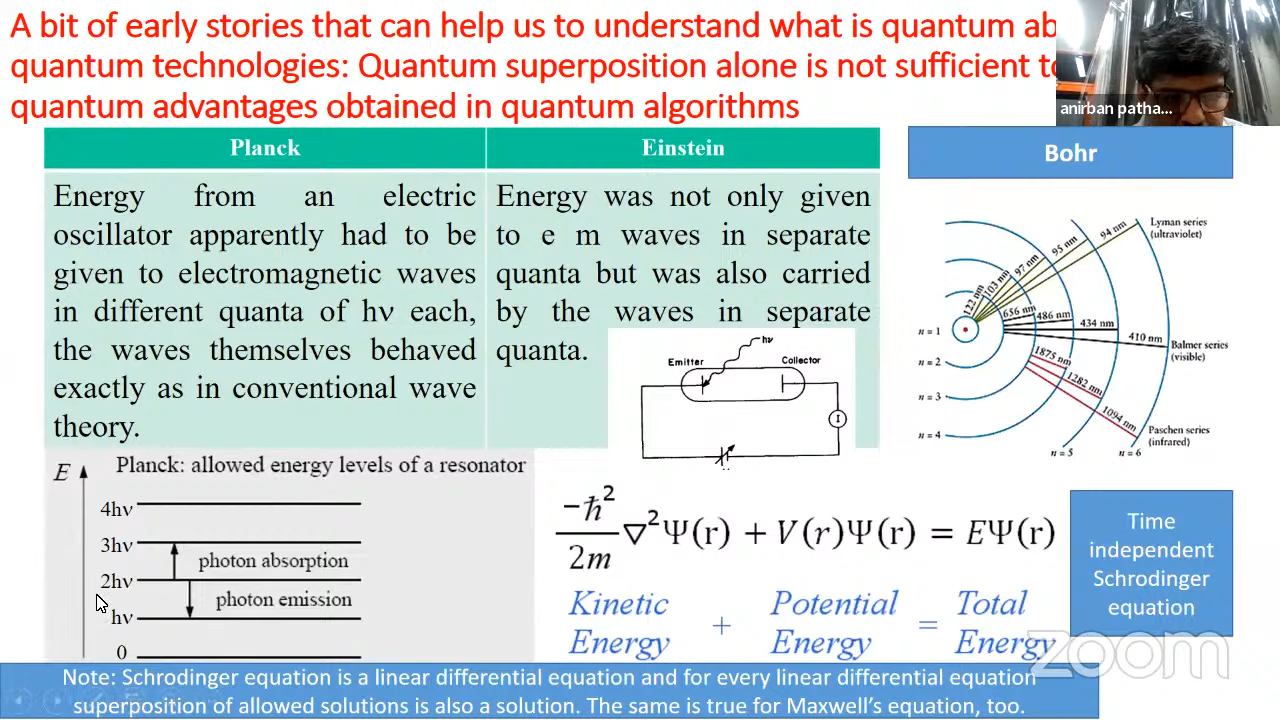 A bit of early stories that can help us to understand what is quantum ab
quantum technologies: Quantum superposition alone is not sufficient to
quantum advantages obtained in quantum algorithms
anirban patha...
Planck
Energy from an electric
oscillator apparently had to be
given to electromagnetic waves
in different quanta of hν each,
the waves themselves behaved
exactly as in conventional wave
theory.
Einstein
Energy was not only given
to e m waves in separate
quanta but was also carried
by the waves in separate
quanta.
hν
Emitter
Collector
I
Bohr
Lyman series
(ultraviolet)
94 nm
95 nm
97 nm
103 nm
122 nm
656 nm
486 nm
434 nm
410 nm
Balmer series
(visible)
1875 nm
1282 nm
1094 nm
Paschen series
(infrared)
n = 1
n = 2
n = 3
n = 4
n = 5
n = 6
E
Planck: allowed energy levels of a resonator
4hν
3hν
photon absorption
2hν
photon emission
hν
0
−ħ²/2m ∇²Ψ(r) + V(r)Ψ(r) = EΨ(r)
Kinetic Energy + Potential Energy = Total Energy
Time
independent
Schrodinger
equation
zoom
Note: Schrodinger equation is a linear differential equation and for every linear differential equation
superposition of allowed solutions is also a solution. The same is true for Maxwell's equation, too.